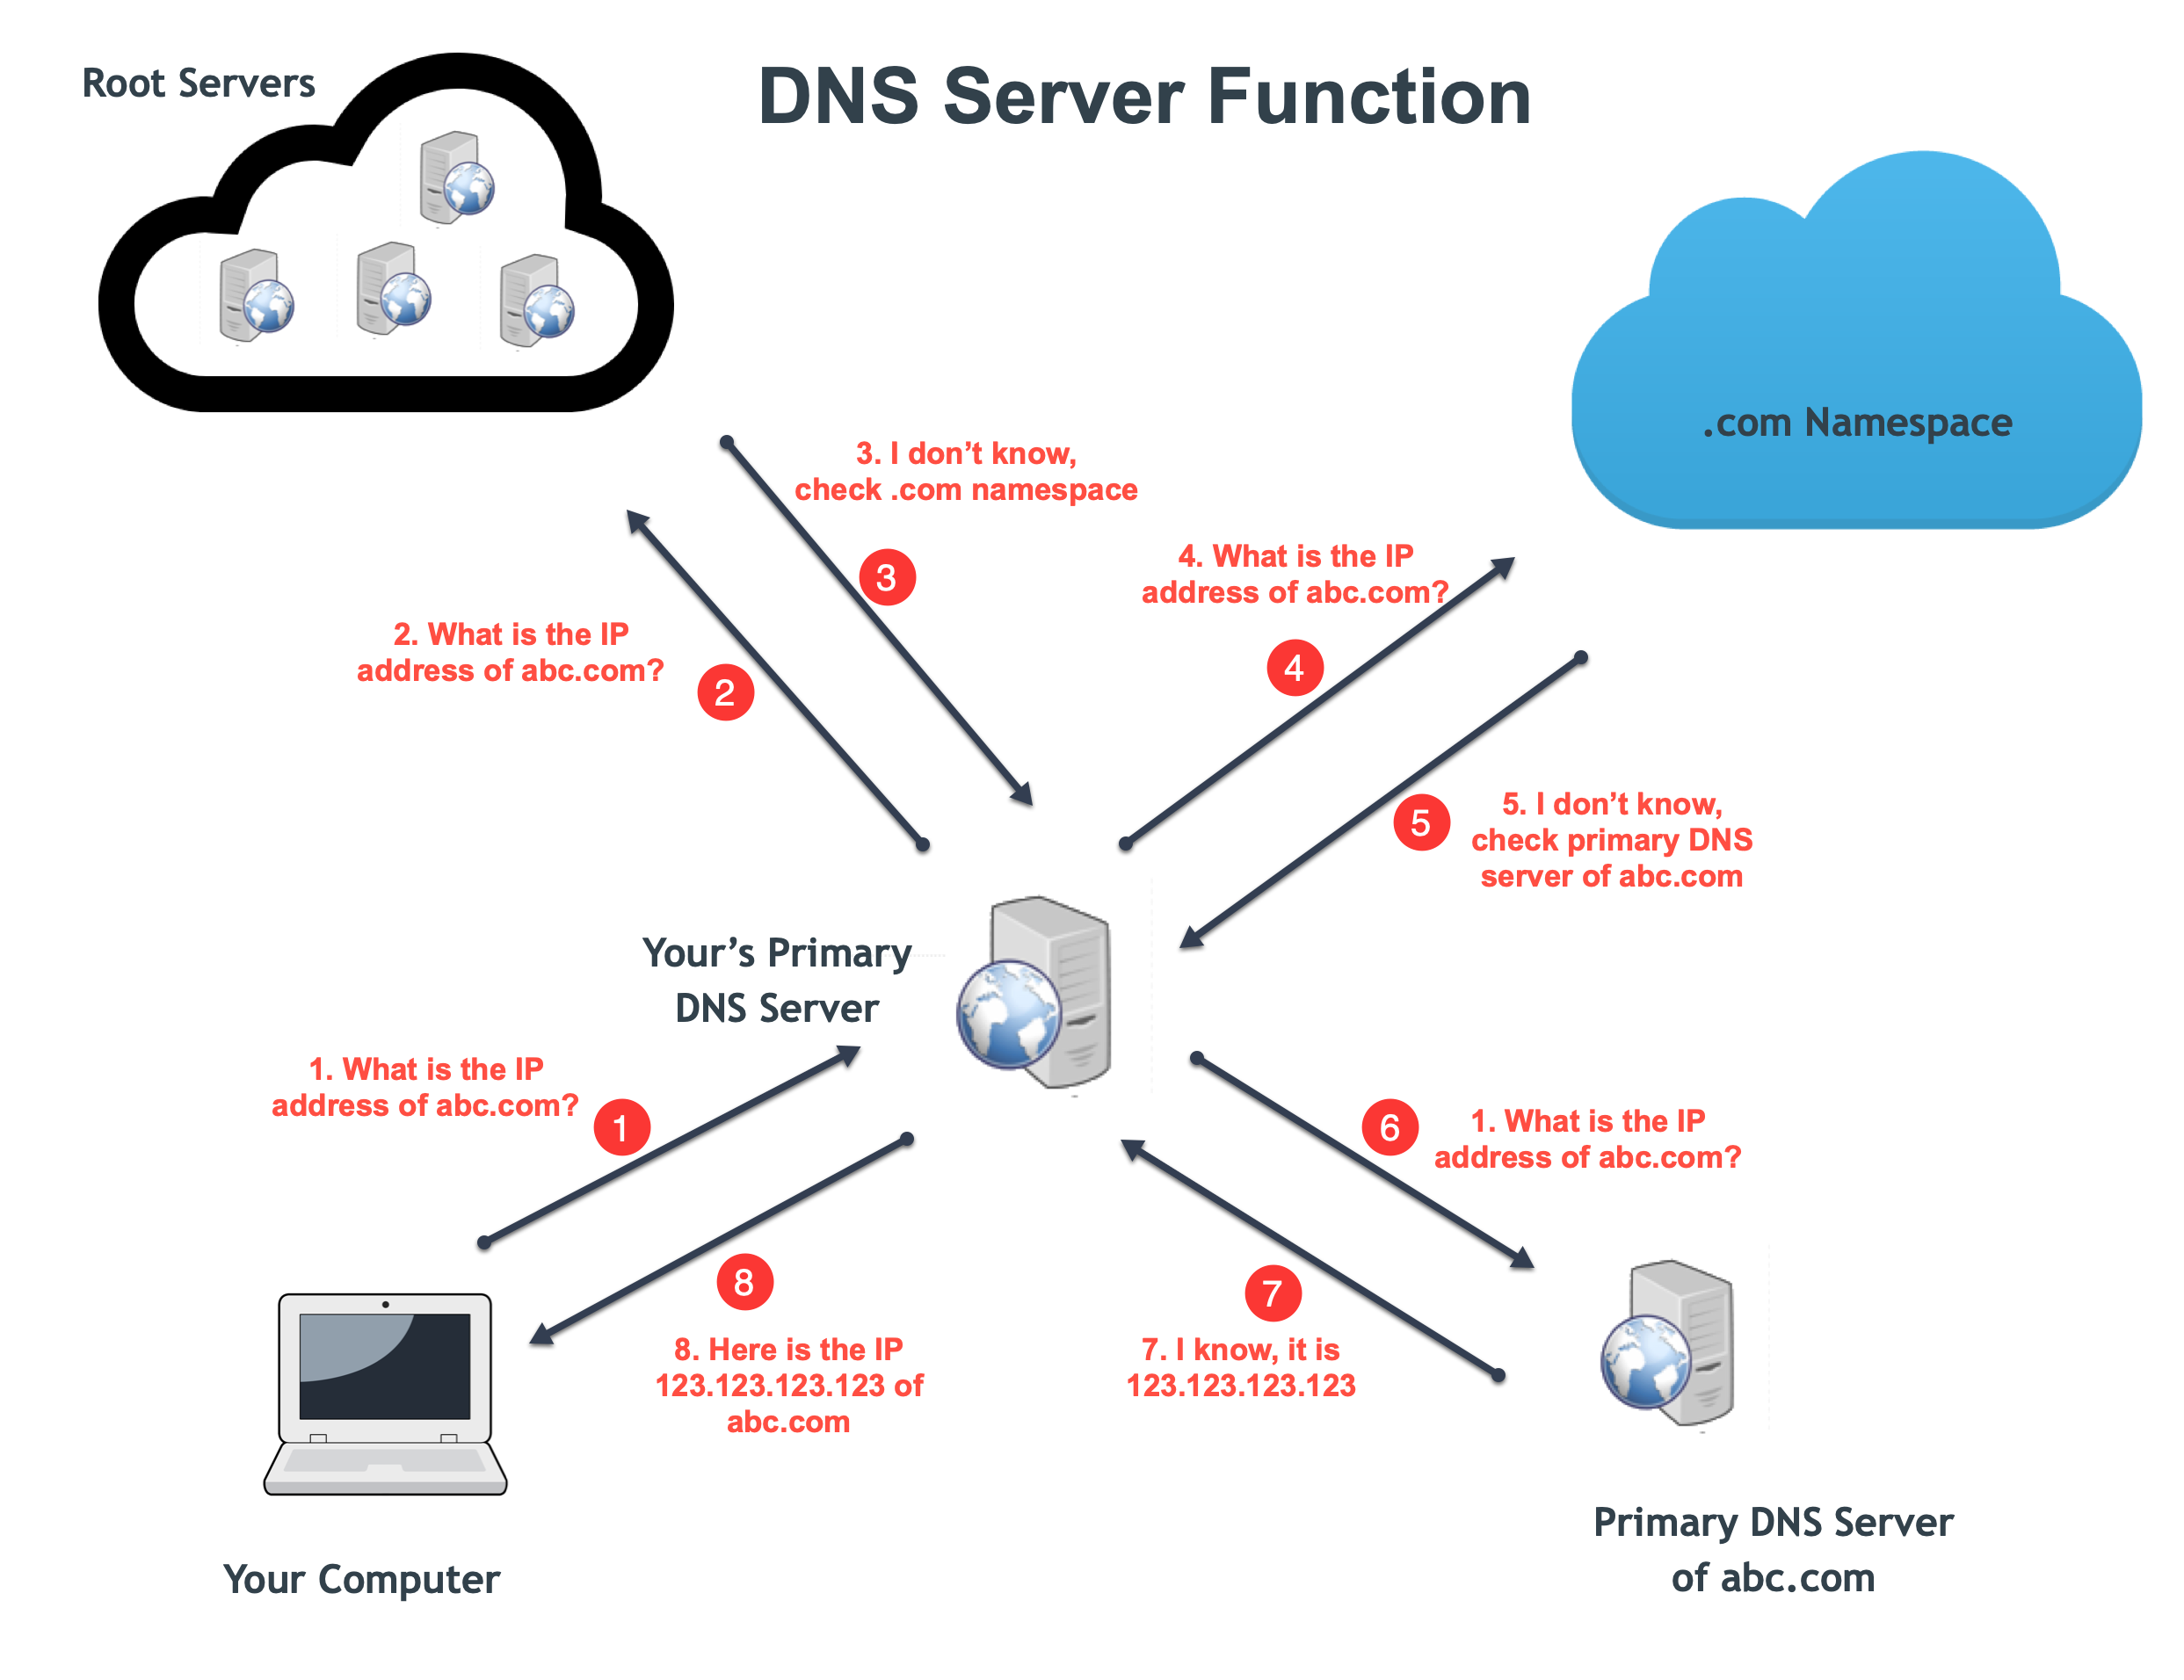 Root Servers
DNS Server Function
.com Namespace
3. I don’t know,
check .com namespace
3
4. What is the IP
address of abc.com?
4
2. What is the IP
address of abc.com?
2
5
5. I don’t know,
check primary DNS
server of abc.com
Your’s Primary
DNS Server
1. What is the IP
address of abc.com?
1
6
1. What is the IP
address of abc.com?
8
8. Here is the IP
123.123.123.123 of
abc.com
7
7. I know, it is
123.123.123.123
Your Computer
Primary DNS Server
of abc.com